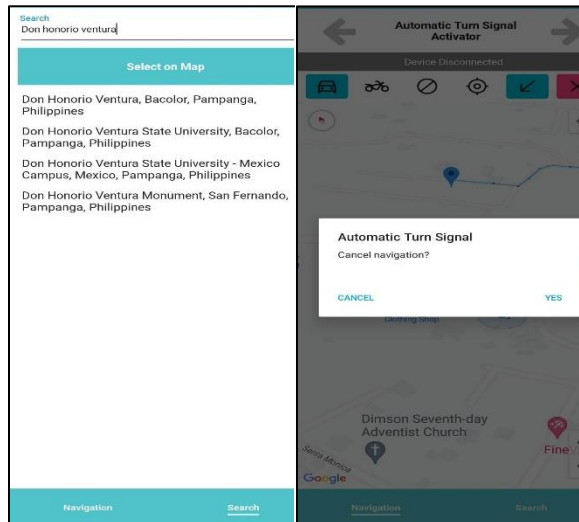 Search
Don honorio ventura
Select on Map
Don Honorio Ventura, Bacolor, Pampanga,
Philippines
Don Honorio Ventura State University, Bacolor,
Pampanga, Philippines
Don Honorio Ventura State University - Mexico
Campus, Mexico, Pampanga, Philippines
Don Honorio Ventura Monument, San Fernando,
Pampanga, Philippines
Navigation
Search
Automatic Turn Signal
Activator
Device Disconnected
Automatic Turn Signal
Cancel navigation?
CANCEL
YES
Clothing Shop
Dimson Seventh-day
Adventist Church
Fine
Santa Monica
Google
Navigation
Search